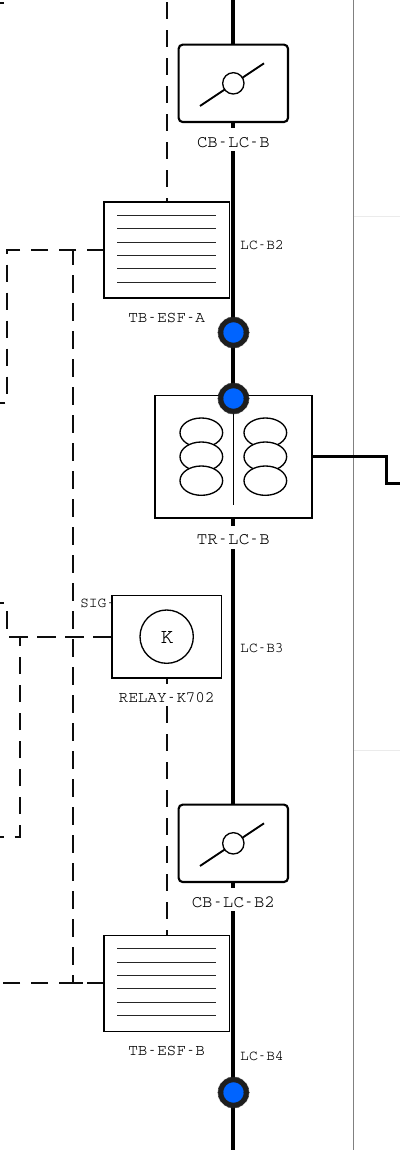 CB-LC-B
LC-B2
TB-ESF-A
TR-LC-B
SIG-
K
LC-B3
RELAY-K702
CB-LC-B2
TB-ESF-B
LC-B4